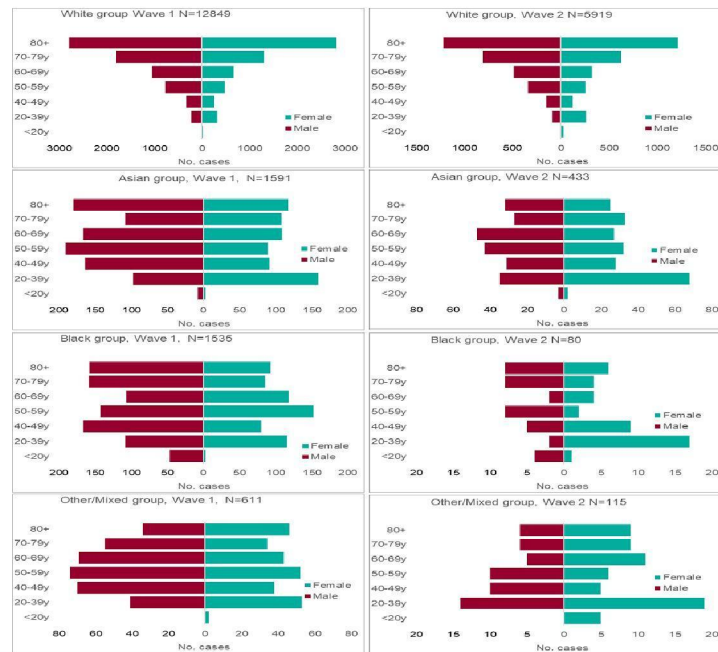 White group Wave 1 N=12849
80+
70-79y
60-69y
50-59y
40-49y
20-39y
<20y
Female
Male
3000 2000 1000 0 1000 2000 3000
No. cases
White group, Wave 2 N=5919
80+
70-79y
60-69y
50-59y
40-49y
20-39y
<20y
Female
Male
1500 1000 500 0 500 1000 1500
No. cases
Asian group, Wave 1, N=1591
80+
70-79y
60-69y
50-59y
40-49y
20-39y
<20y
Female
Male
200 150 100 50 0 50 100 150 200
No. cases
Asian group, Wave 2 N=433
80+
70-79y
60-69y
50-59y
40-49y
20-39y
<20y
Female
Male
80 60 40 20 0 20 40 60 80
No. cases
Black group, Wave 1, N=1535
80+
70-79y
60-69y
50-59y
40-49y
20-39y
<20y
Female
Male
200 150 100 50 0 50 100 150 200
No. cases
Black group, Wave 2 N=80
80+
70-79y
60-69y
50-59y
40-49y
20-39y
<20y
Female
Male
20 15 10 5 0 5 10 15 20
No. cases
Other/Mixed group, Wave 1, N=611
80+
70-79y
60-69y
50-59y
40-49y
20-39y
<20y
Female
Male
80 60 40 20 0 20 40 60 80
No. cases
Other/Mixed group, Wave 2 N=115
80+
70-79y
60-69y
50-59y
40-49y
20-39y
<20y
Female
Male
20 15 10 5 0 5 10 15 20
No. cases